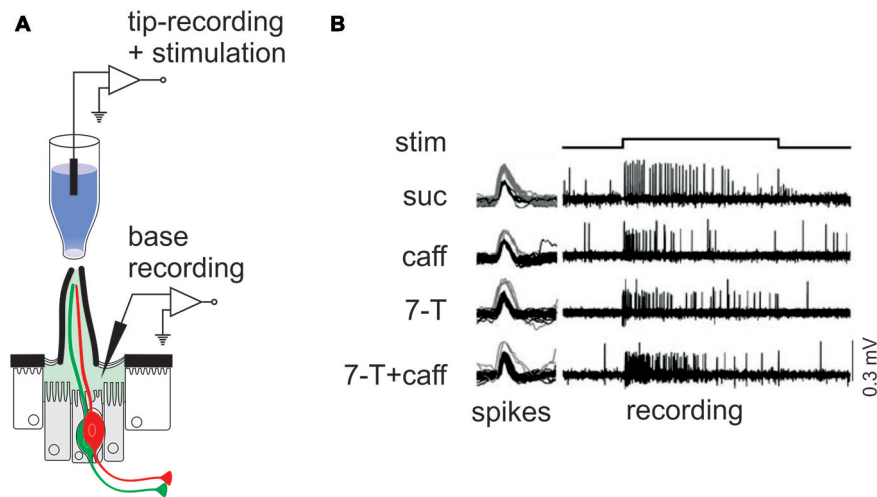 A
tip-recording
+ stimulation
base
recording
B
stim
suc
caff
7-T
7-T+caff
spikes
recording
0.3 mV